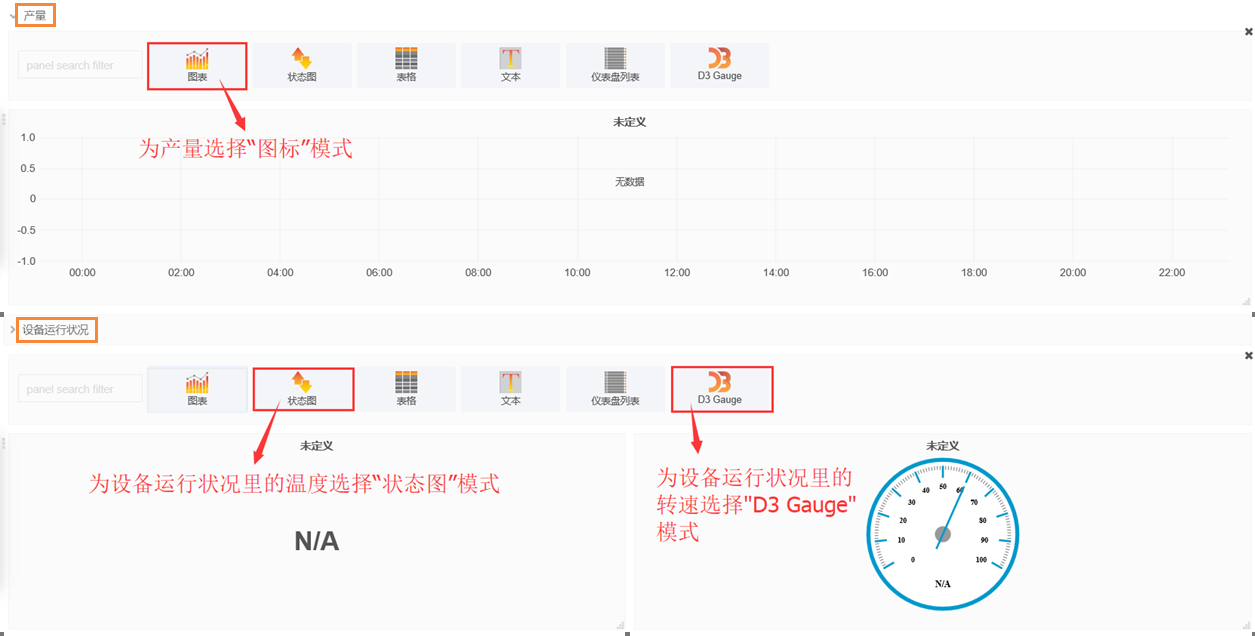 产量
panel search filter
图表
状态图
表格
文本
仪表盘列表
D3 Gauge
为产量选择“图标”模式
未定义
1.0
0.5
0
-0.5
-1.0
无数据
00:00
02:00
04:00
06:00
08:00
10:00
12:00
14:00
16:00
18:00
20:00
22:00
设备运行状况
panel search filter
图表
状态图
表格
文本
仪表盘列表
D3 Gauge
未定义
为设备运行状况里的温度选择“状态图”模式
N/A
未定义
为设备运行状况里的
转速选择"D3 Gauge"
模式
0
10
20
30
40
50
60
70
80
90
100
N/A